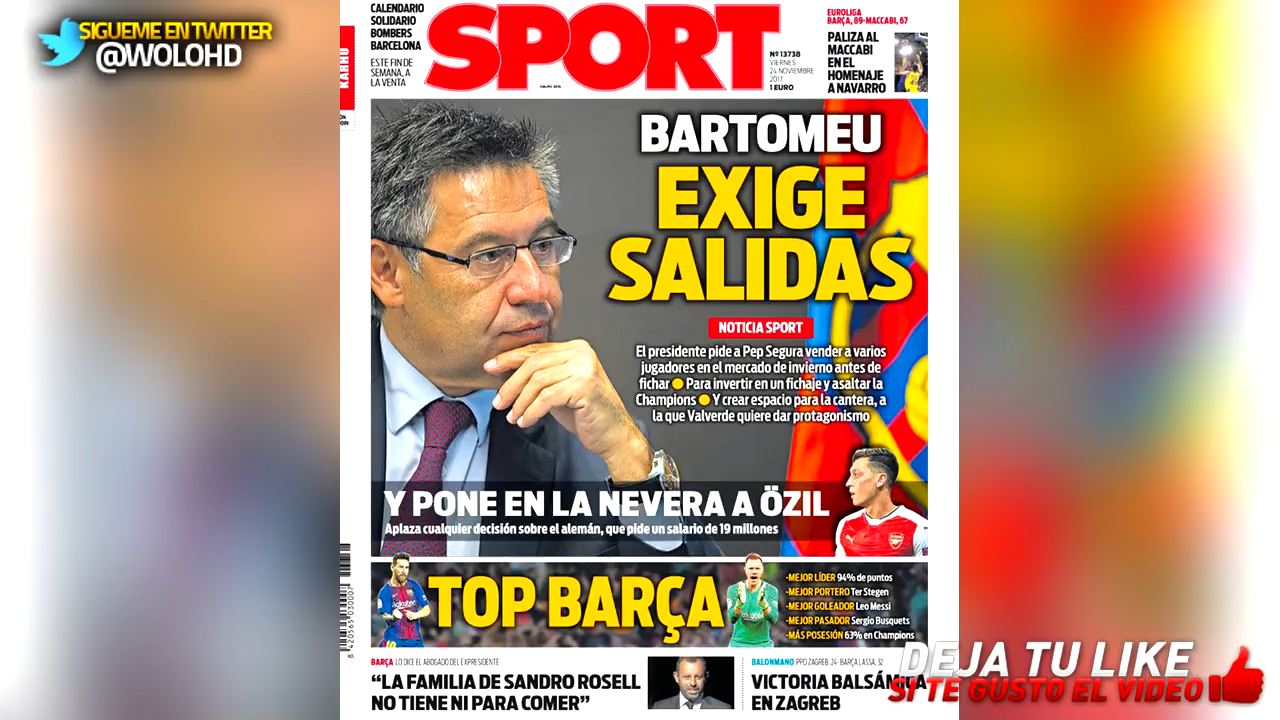 SIGUEME EN TWITTER
@WOLOHD
CALENDARIO
SOLIDARIO
BOMBERS
BARCELONA
ESTE FIN DE
SEMANA, A
LA VENTA
KARHU
SPORT
Nº 13738
VIERNES
24 NOVIEMBRE
2017
1 EURO
EUROLIGA
BARÇA, 89-MACCABI, 67
PALIZA AL
MACCABI
EN EL
HOMENAJE
A NAVARRO
BARTOMEU
EXIGE
SALIDAS
NOTICIA SPORT
El presidente pide a Pep Segura vender a varios
jugadores en el mercado de invierno antes de
fichar ● Para invertir en un fichaje y asaltar la
Champions ● Y crear espacio para la cantera, a
la que Valverde quiere dar protagonismo
Y PONE EN LA NEVERA A ÖZIL
Aplaza cualquier decisión sobre el alemán, que pide un salario de 19 millones
TOP BARÇA
-MEJOR LÍDER 94% de puntos
-MEJOR PORTERO Ter Stegen
-MEJOR GOLEADOR Leo Messi
-MEJOR PASADOR Sergio Busquets
-MÁS POSESIÓN 63% en Champions
8 420565 030007
BARÇA LO DICE EL ABOGADO DEL EXPRESIDENTE
“LA FAMILIA DE SANDRO ROSELL
NO TIENE NI PARA COMER”
BALONMANO PPD ZAGREB, 24- BARÇA LASSA, 32
VICTORIA BALSÁMICA
EN ZAGREB
DEJA TU LIKE
SI TE GUSTO EL VIDEO